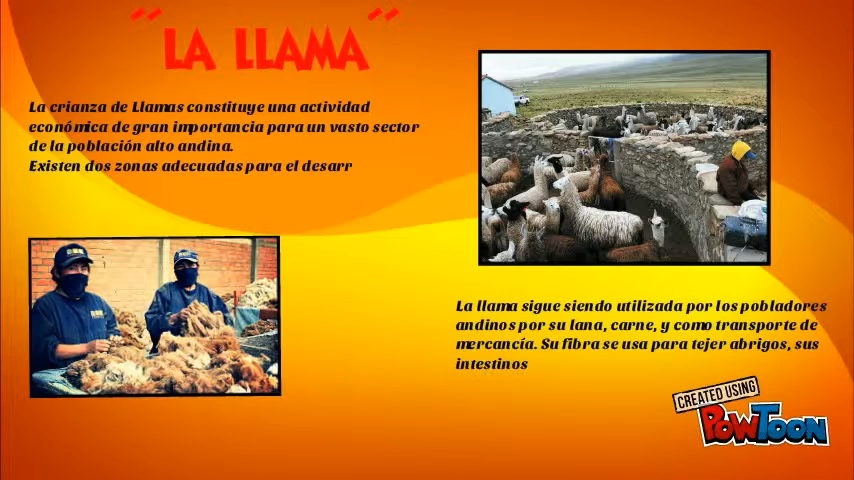 ´´LA LLAMA´´
La crianza de Llamas constituye una actividad
económica de gran importancia para un vasto sector
de la población alto andina.
Existen dos zonas adecuadas para el desarr
La llama sigue siendo utilizada por los pobladores
andinos por su lana, carne, y como transporte de
mercancía. Su fibra se usa para tejer abrigos, sus
intestinos
CREATED USING
POWTOON